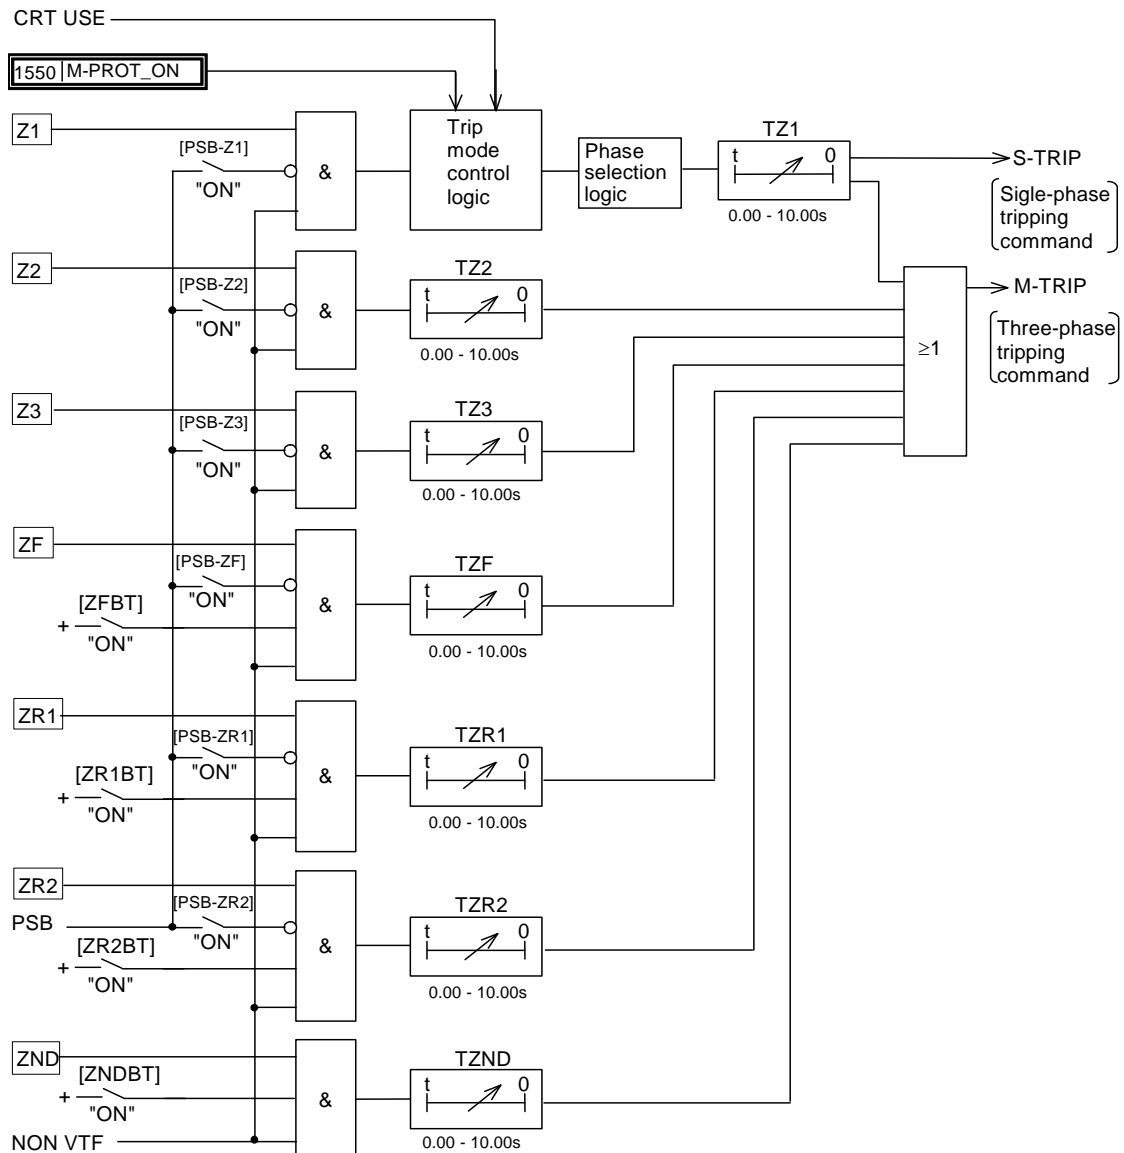 CRT USE
1550 M-PROT_ON
Z1
[PSB-Z1]
"ON"
&
Trip
mode
control
logic
Phase
selection
logic
TZ1
t 0
0.00 - 10.00s
S-TRIP
Sigle-phase
tripping
command
Z2
[PSB-Z2]
"ON"
&
TZ2
t 0
0.00 - 10.00s
M-TRIP
Three-phase
tripping
command
≥1
Z3
[PSB-Z3]
"ON"
&
TZ3
t 0
0.00 - 10.00s
ZF
[PSB-ZF]
"ON"
[ZFBT]
+
"ON"
&
TZF
t 0
0.00 - 10.00s
ZR1
[PSB-ZR1]
"ON"
[ZR1BT]
+
"ON"
&
TZR1
t 0
0.00 - 10.00s
ZR2
[PSB-ZR2]
PSB
"ON"
[ZR2BT]
+
"ON"
&
TZR2
t 0
0.00 - 10.00s
ZND
[ZNDBT]
+
"ON"
&
TZND
t 0
0.00 - 10.00s
NON VTF